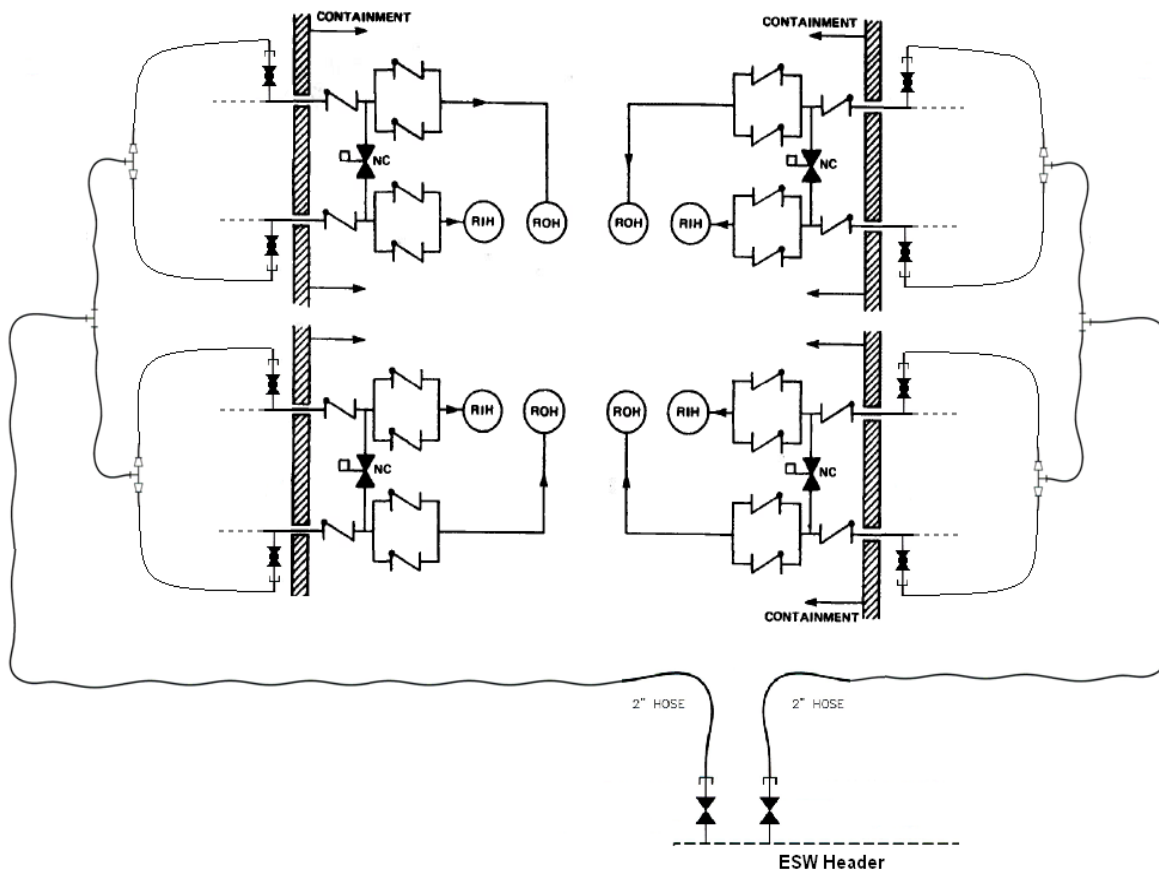 CONTAINMENT
CONTAINMENT
NC
NC
RIH
ROH
ROH
RIH
RIH
ROH
ROH
RIH
NC
NC
CONTAINMENT
2" HOSE
2" HOSE
ESW Header